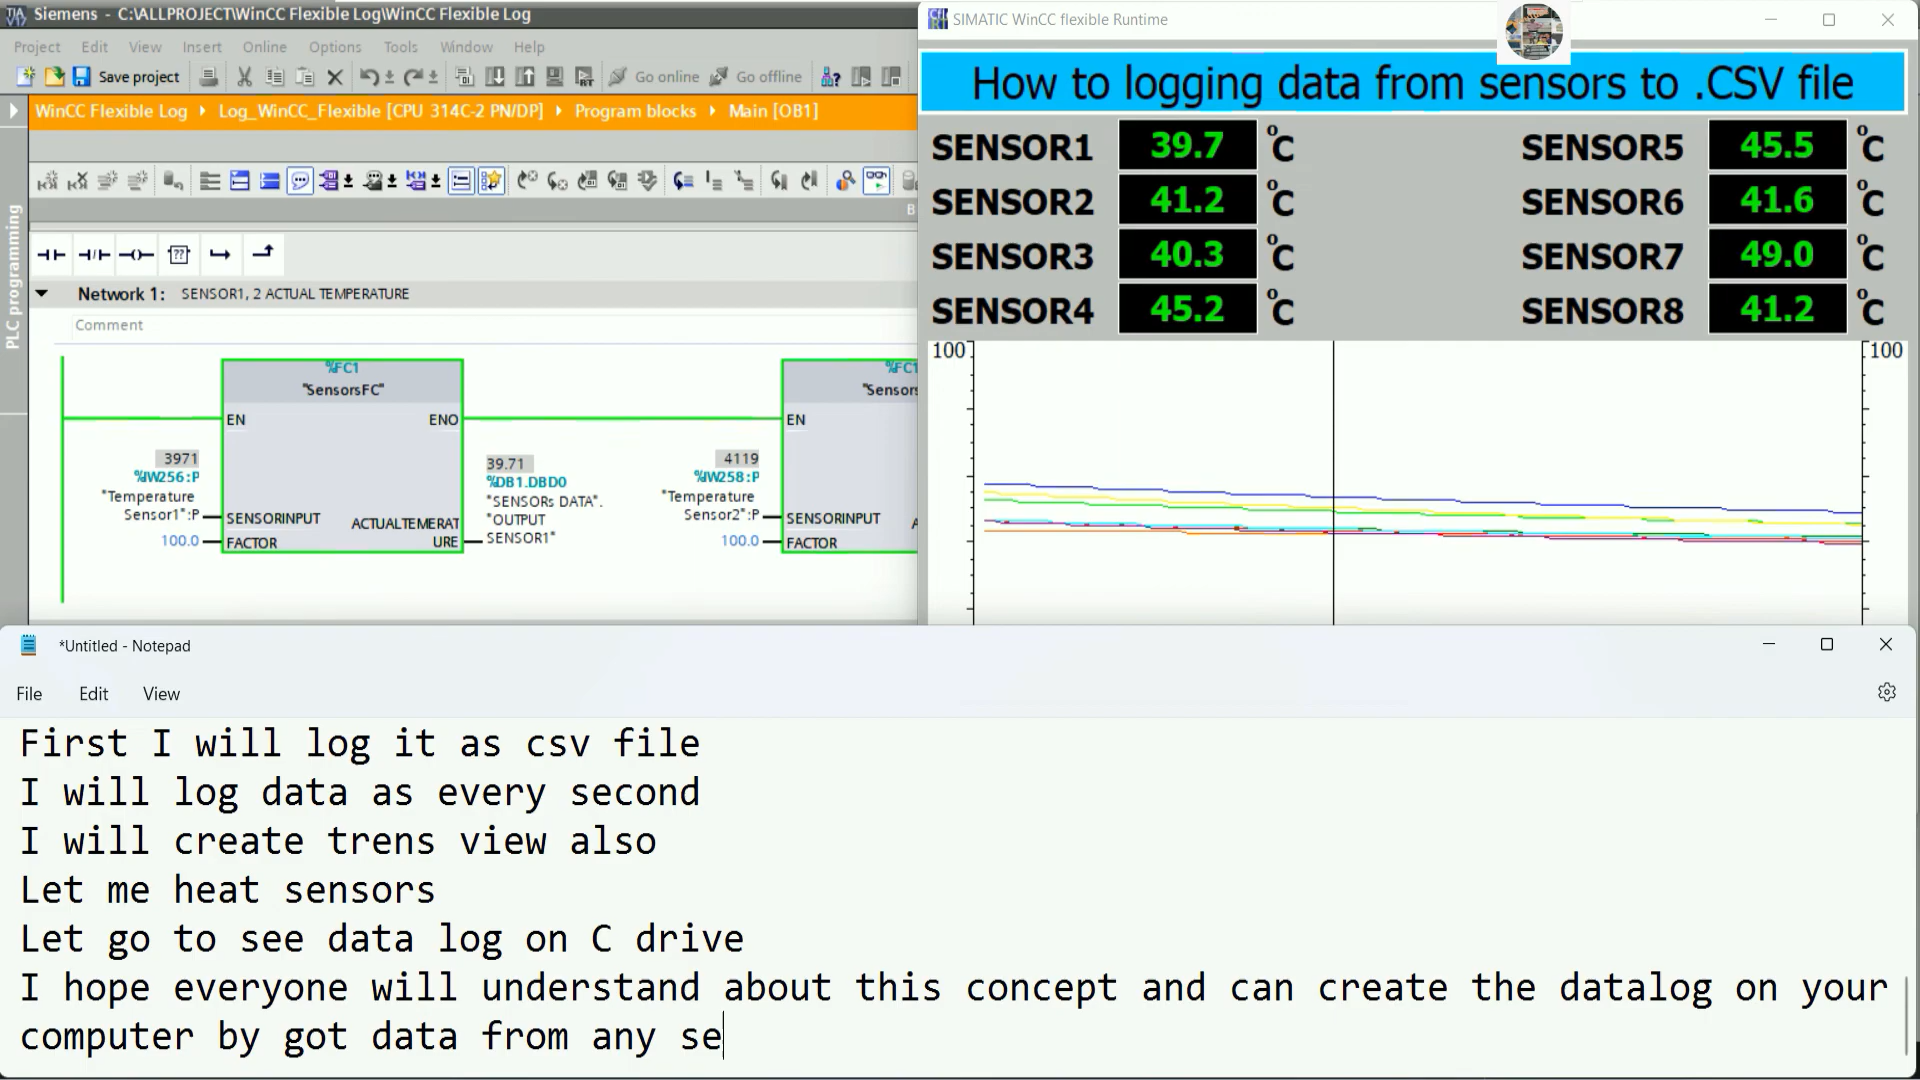 Siemens - C:\ALLPROJECT\WinCC Flexible Log\WinCC Flexible Log
Project Edit View Insert Online Options Tools Window Help
Save project Go online Go offline
WinCC Flexible Log Log_WinCC_Flexible [CPU 314C-2 PN/DP] Program blocks Main [OB1]
PLC programming
Network 1: SENSOR1, 2 ACTUAL TEMPERATURE
Comment
%FC1
"SensorsFC"
EN ENO
3971
%IW256:P
"Temperature
Sensor1":P
SENSORINPUT
100.0
FACTOR
ACTUALTEMERAT
URE
39.71
%DB1.DBD0
"SENSORs DATA".
"OUTPUT
SENSOR1"
%FC1
"Sensors
EN
4119
%IW258:P
"Temperature
Sensor2":P
SENSORINPUT
100.0
FACTOR
A
SIMATIC WinCC flexible Runtime
How to logging data from sensors to .CSV file
SENSOR1 39.7 °C SENSOR5 45.5 °C
SENSOR2 41.2 °C SENSOR6 41.6 °C
SENSOR3 40.3 °C SENSOR7 49.0 °C
SENSOR4 45.2 °C SENSOR8 41.2 °C
100 100
*Untitled - Notepad
File Edit View
First I will log it as csv file
I will log data as every second
I will create trens view also
Let me heat sensors
Let go to see data log on C drive
I hope everyone will understand about this concept and can create the datalog on your
computer by got data from any se